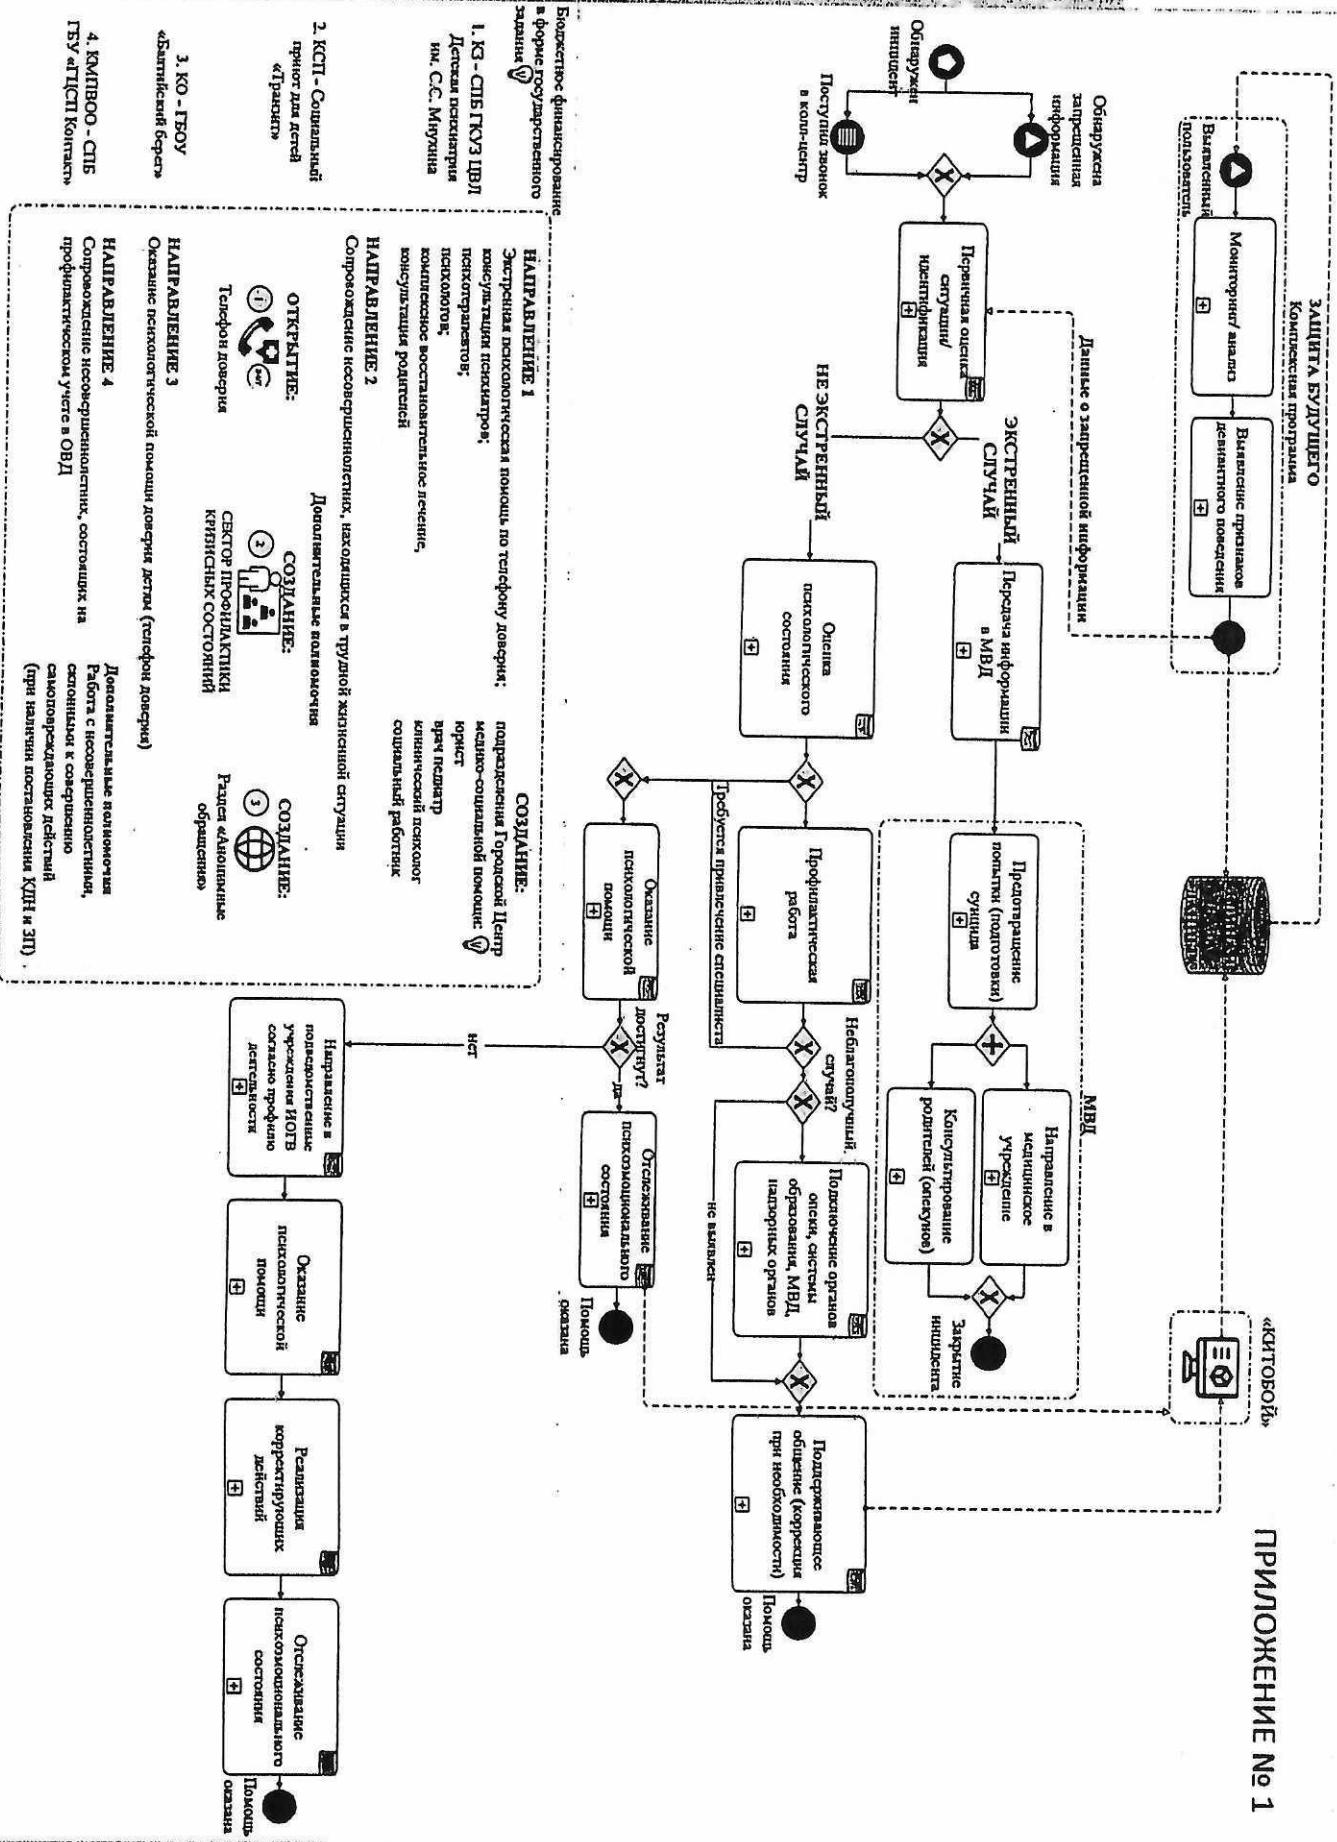 ПРИЛОЖЕНИЕ № 1
ЗАЩИТА БУДУЩЕГО
Комплексная программа
Выявленный
пользователь
Мониторинг/ анализ
Выявление признаков
девиантного поведения
«КИТОБОЙ»
Данные о запрещенной информации
Обнаружена
запрещенная
информация
Обнаружен
инцидент
Поступил звонок
в колл-центр
Первичная оценка
ситуации/
идентификация
ЭКСТРЕННЫЙ
СЛУЧАЙ
НЕ ЭКСТРЕННЫЙ
СЛУЧАЙ
Передача информации
в МВД
МВД
Предотвращение
попытки (подготовки)
суицида
Направление в
медицинское
учреждение
Консультирование
родителей (опекунов)
Закрытие
инцидента
Оценка
психологического
состояния
Профилактическая
работа
Требуется привлечение специалиста
Неблагополучный
случай?
Подключение органов
опеки, системы
образования, МВД,
надзорных органов
не выявлен
Поддерживающее
общение (коррекция
при необходимости)
Помощь
оказана
Оказание
психологической
помощи
Результат
достигнут?
да
нет
Отслеживание
психоэмоционального
состояния
Помощь
оказана
Направление в
подведомственные
учреждения ИОГВ
согласно профилю
деятельности
Оказание
психологической
помощи
Реализация
корректирующих
действий
Отслеживание
психоэмоционального
состояния
Помощь
оказана
Бюджетное финансирование
в форме государственного
задания
1. КЗ – СПБ ГКУЗ ЦВЛ
Детская психиатрия
им. С.С. Мнухина
2. КСП – Социальный
приют для детей
«Транзит»
3. КО – ГБОУ
«Балтийский берег»
4. КМПВОО – СПБ
ГБУ «ГЦСП Контакт»
НАПРАВЛЕНИЕ 1
Экстренная психологическая помощь по телефону доверия;
консультации психиатров;
психотерапевтов;
психологов;
комплексное восстановительное лечение,
консультация родителей
СОЗДАНИЕ:
подразделения Городской Центр
медико-социальной помощи:
юрист
врач педиатр
клинический психолог
социальный работник
НАПРАВЛЕНИЕ 2
Сопровождение несовершеннолетних, находящихся в трудной жизненной ситуации
Дополнительные полномочия
ОТКРЫТИЕ:
1
24/7
Телефон доверия
СОЗДАНИЕ:
2
СЕКТОР ПРОФИЛАКТИКИ
КРИЗИСНЫХ СОСТОЯНИЙ
СОЗДАНИЕ:
3
Раздел «Анонимные
обращения»
НАПРАВЛЕНИЕ 3
Оказание психологической помощи доверия детям (телефон доверия)
НАПРАВЛЕНИЕ 4
Сопровождение несовершеннолетних, состоящих на
профилактическом учете в ОВД
Дополнительные полномочия
Работа с несовершеннолетними,
склонными к совершению
самоповреждающих действий
(при наличии постановления КДН и ЗП)